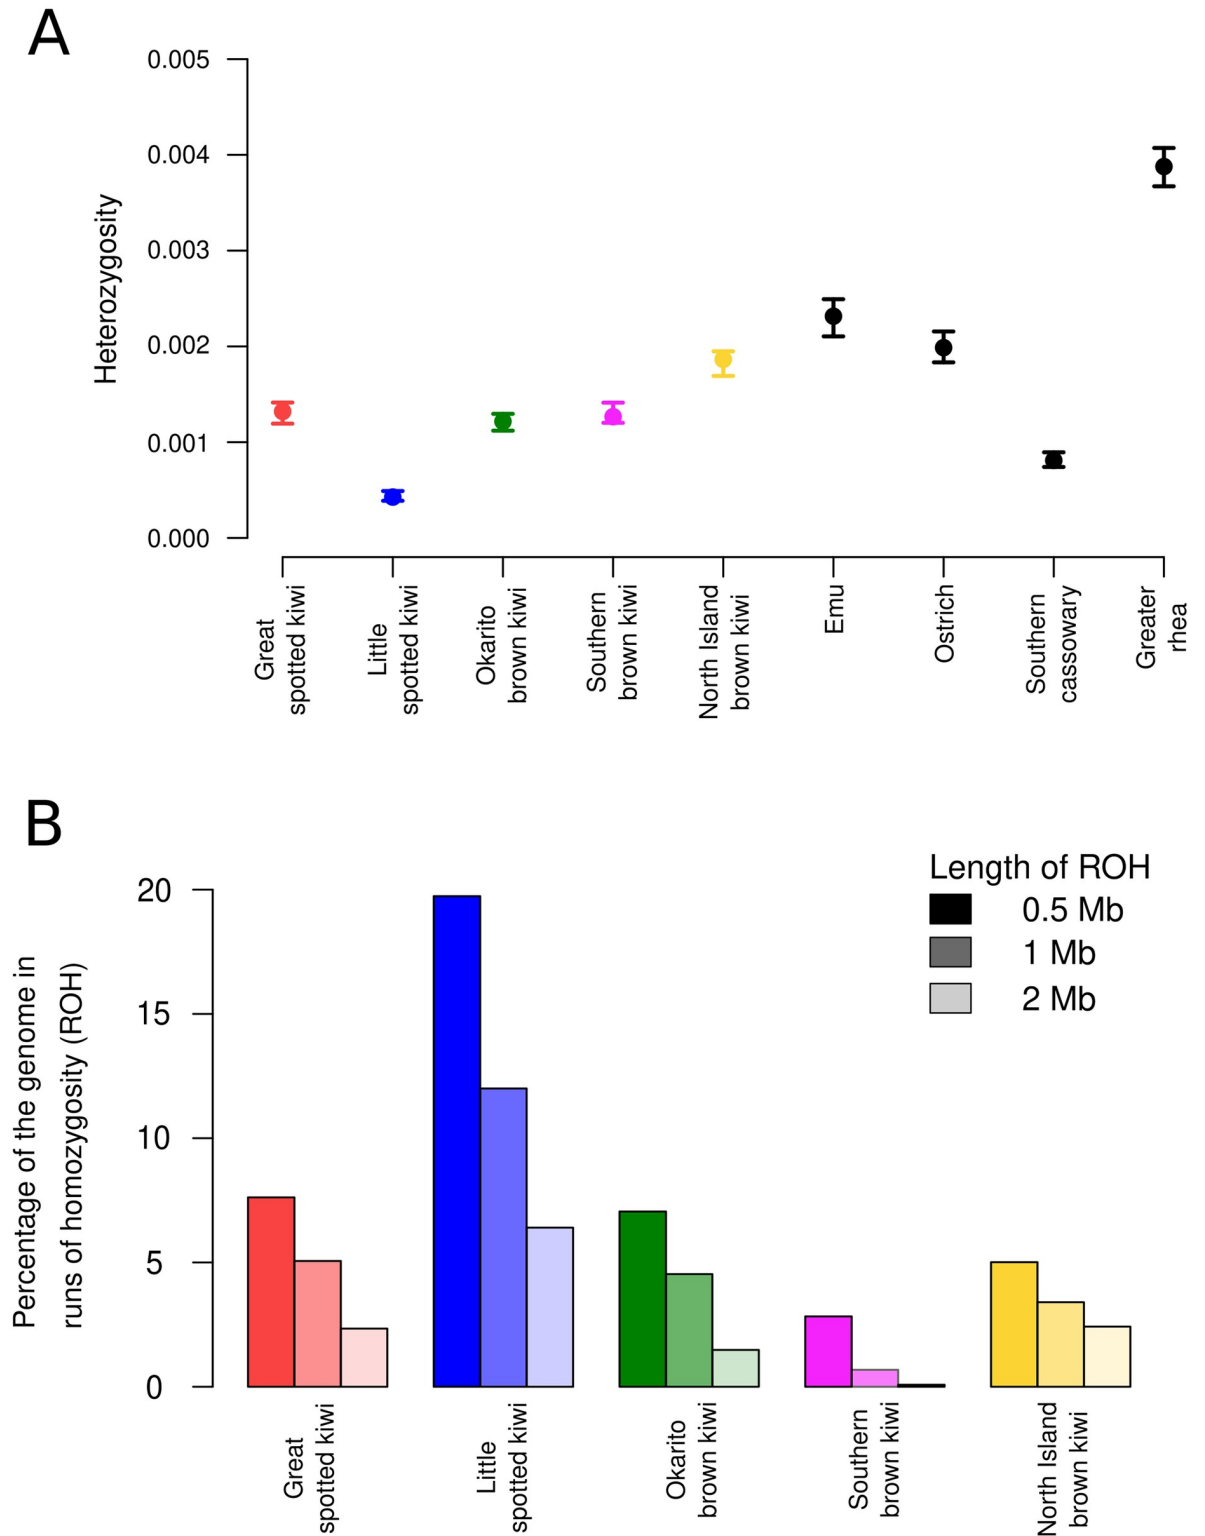 A
0.005
0.004
0.003
0.002
0.001
0.000
Heterozygosity
Great
spotted kiwi
Little
spotted kiwi
Okarito
brown kiwi
Southern
brown kiwi
North Island
brown kiwi
Emu
Ostrich
Southern
cassowary
Greater
rhea
B
Length of ROH
0.5 Mb
1 Mb
2 Mb
20
15
10
5
0
Percentage of the genome in
runs of homozygosity (ROH)
Great
spotted kiwi
Little
spotted kiwi
Okarito
brown kiwi
Southern
brown kiwi
North Island
brown kiwi